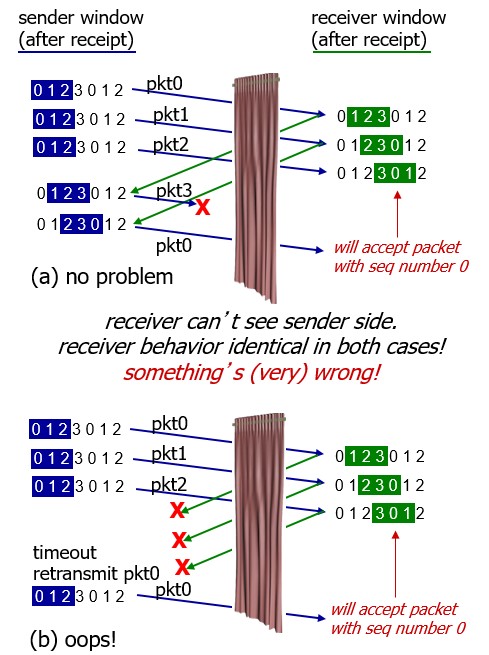 sender window
(after receipt)
receiver window
(after receipt)
0 1 2 3 0 1 2
pkt0
0 1 2 3 0 1 2
pkt1
0 1 2 3 0 1 2
pkt2
0 1 2 3 0 1 2
0 1 2 3 0 1 2
0 1 2 3 0 1 2
0 1 2 3 0 1 2
pkt3
X
0 1 2 3 0 1 2
pkt0
will accept packet
with seq number 0
(a) no problem
receiver can’t see sender side.
receiver behavior identical in both cases!
something’s (very) wrong!
0 1 2 3 0 1 2
pkt0
0 1 2 3 0 1 2
pkt1
0 1 2 3 0 1 2
pkt2
0 1 2 3 0 1 2
0 1 2 3 0 1 2
0 1 2 3 0 1 2
X
X
X
timeout
retransmit pkt0
0 1 2 3 0 1 2
pkt0
will accept packet
with seq number 0
(b) oops!